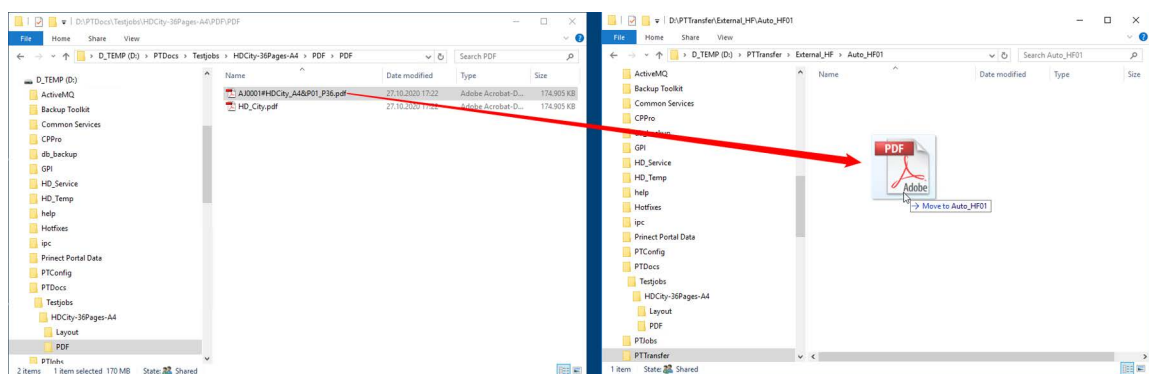 D:\PTDocs\Testjobs\HDCity-36Pages-A4\PDF\PDF
File Home Share View
D_TEMP (D:) › PTDocs › Testjobs › HDCity-36Pages-A4 › PDF › PDF
Search PDF
D_TEMP (D:)
ActiveMQ
Backup Toolkit
Common Services
CPPro
db_backup
GPI
HD_Service
HD_Temp
help
Hotfixes
ipc
Prinect Portal Data
PTConfig
PTDocs
Testjobs
HDCity-36Pages-A4
Layout
PDF
PTJobs
Name Date modified Type Size
AJ0001#HDCity_A4&P01_P36.pdf 27.10.2020 17:22 Adobe Acrobat-D... 174.905 KB
HD_City.pdf 27.10.2020 17:22 Adobe Acrobat-D... 174.905 KB
2 items 1 item selected 170 MB State: Shared
D:\PTTransfer\External_HF\Auto_HF01
File Home Share View
D_TEMP (D:) › PTTransfer › External_HF › Auto_HF01
Search Auto_HF01
ActiveMQ
Backup Toolkit
Common Services
CPPro
GPI
HD_Service
HD_Temp
help
Hotfixes
ipc
Prinect Portal Data
PTConfig
PTDocs
Testjobs
HDCity-36Pages-A4
Layout
PDF
PTJobs
PTTransfer
Name Date modified Type Size
PDF
Adobe
→ Move to Auto_HF01
1 item State: Shared